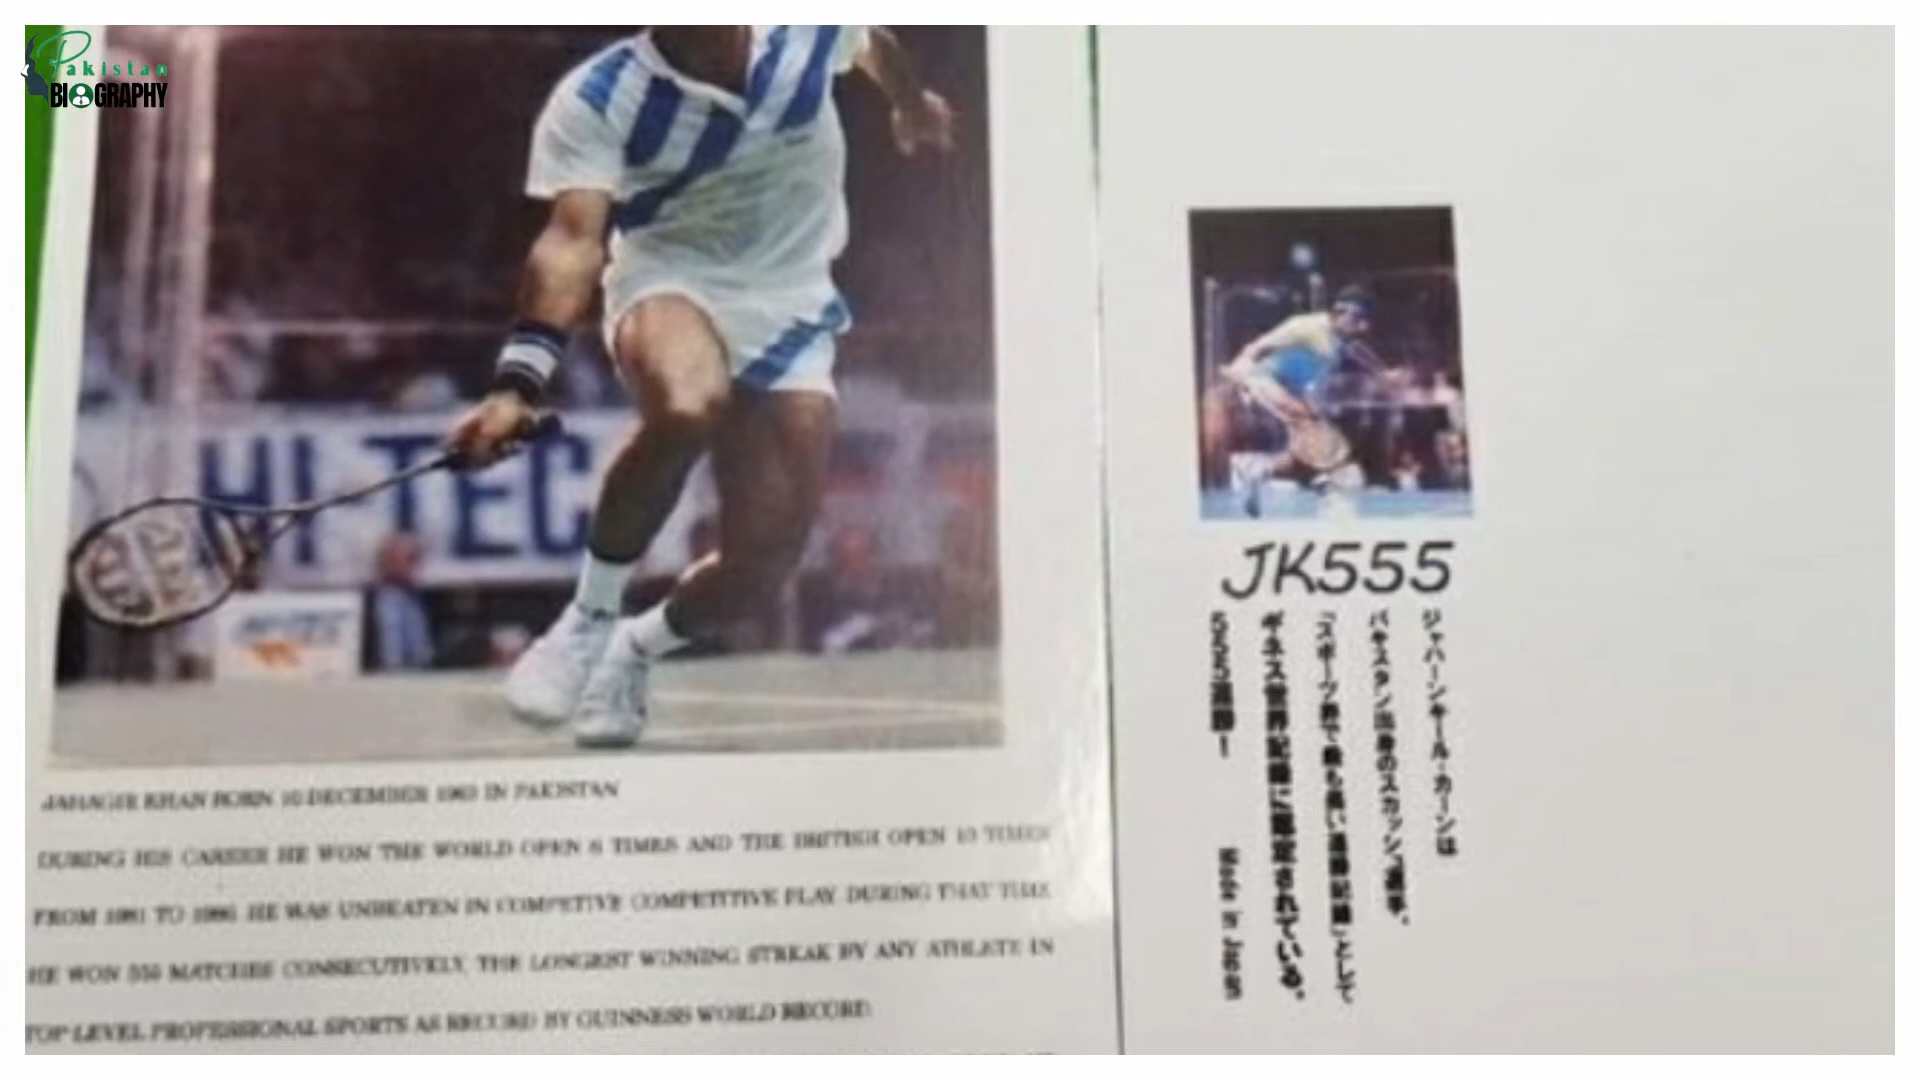 Pakistan
BIOGRAPHY
HI-TEC
JAHAGIR KHAN BORN 10 DECEMBER 1963 IN PAKISTAN
DURING HIS CAREER HE WON THE WORLD OPEN 6 TIMES AND THE BRITISH OPEN 10 TIMES
FROM 1981 TO 1986 HE WAS UNBEATEN IN COMPETIVE COMPETITIVE PLAY DURING THAT TIME
HE WON 555 MATCHES CONSECUTIVELY, THE LONGEST WINNING STREAK BY ANY ATHLETE IN
TOP-LEVEL PROFESSIONAL SPORTS AS RECORD BY GUINNESS WORLD RECORD.
JK555
ジャハーンギール・カーンは
パキスタン出身のスカッシュ選手。
「スポーツ界で最も長い連勝記録」として
ギネス世界記録に認定されている。
555連勝！
Made in Japan